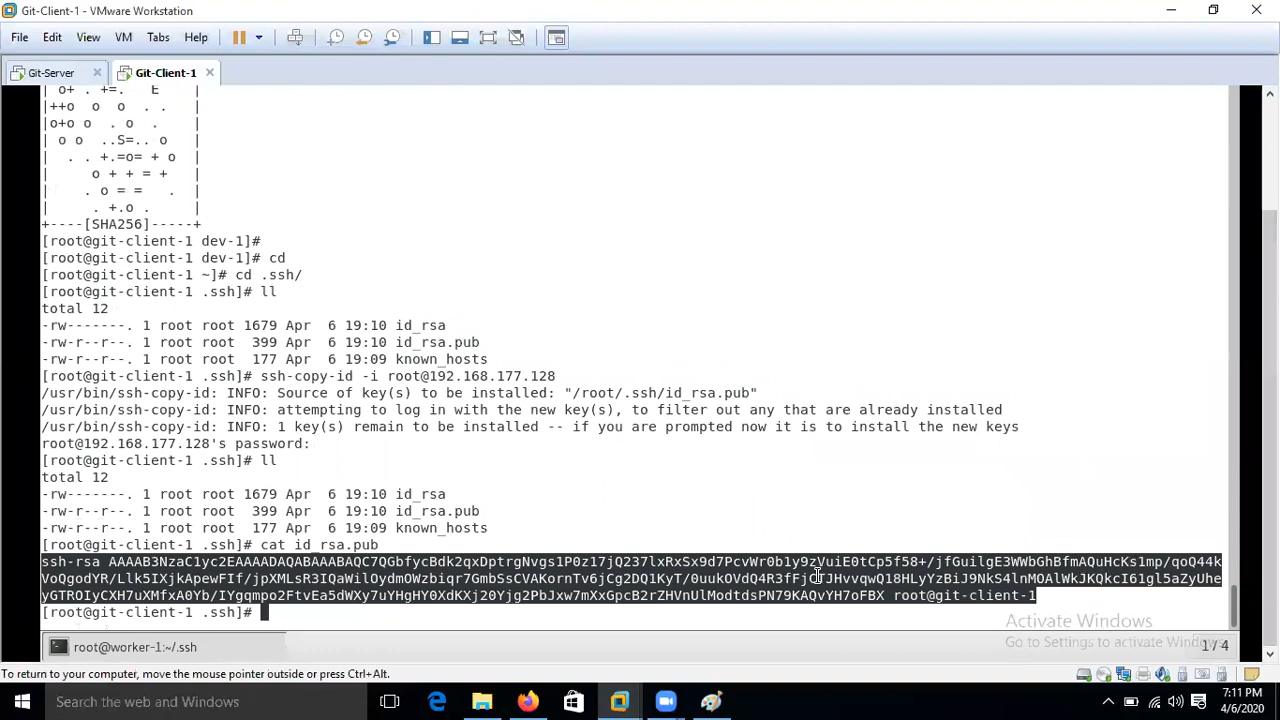 Git-Client-1 - VMware Workstation
File Edit View VM Tabs Help
Git-Server Git-Client-1
| o+ . +=. E |
|++o o o . . |
|o+o o . o . |
| o o ..S=.. o |
| . . +.=o= + o |
| o + + = + |
| . o = = . |
| . +.o . |
+----[SHA256]-----+
[root@git-client-1 dev-1]#
[root@git-client-1 dev-1]# cd
[root@git-client-1 ~]# cd .ssh/
[root@git-client-1 .ssh]# ll
total 12
-rw-------. 1 root root 1679 Apr 6 19:10 id_rsa
-rw-r--r--. 1 root root 399 Apr 6 19:10 id_rsa.pub
-rw-r--r--. 1 root root 177 Apr 6 19:09 known_hosts
[root@git-client-1 .ssh]# ssh-copy-id -i root@192.168.177.128
/usr/bin/ssh-copy-id: INFO: Source of key(s) to be installed: "/root/.ssh/id_rsa.pub"
/usr/bin/ssh-copy-id: INFO: attempting to log in with the new key(s), to filter out any that are already installed
/usr/bin/ssh-copy-id: INFO: 1 key(s) remain to be installed -- if you are prompted now it is to install the new keys
root@192.168.177.128's password:
[root@git-client-1 .ssh]# ll
total 12
-rw-------. 1 root root 1679 Apr 6 19:10 id_rsa
-rw-r--r--. 1 root root 399 Apr 6 19:10 id_rsa.pub
-rw-r--r--. 1 root root 177 Apr 6 19:09 known_hosts
[root@git-client-1 .ssh]# cat id_rsa.pub
ssh-rsa AAAAB3NzaC1yc2EAAAADAQABAAABAQC7QGbfycBdk2qxDptrgNvgs1P0z17jQ237lxRxSx9d7PcvWr0b1y9zVuiE0tCp5f58+/jfGuilgE3WWbGhBfmAQuHcKs1mp/qoQ44k
yGTROIyCXH7uXMfxA0Yb/IYgqmpo2FtvEa5dWXy7uYHgHY0XdKXj20Yjg2PbJxw7mXxGpcB2rZHVnUlModtdsPN79KAQvYH7oFBX root@git-client-1
[root@git-client-1 .ssh]#
Activate Windows
Go to Settings to activate Windows.
root@worker-1:~/.ssh 1 / 4
To return to your computer, move the mouse pointer outside or press Ctrl+Alt.
Search the web and Windows
7:11 PM
4/6/2020